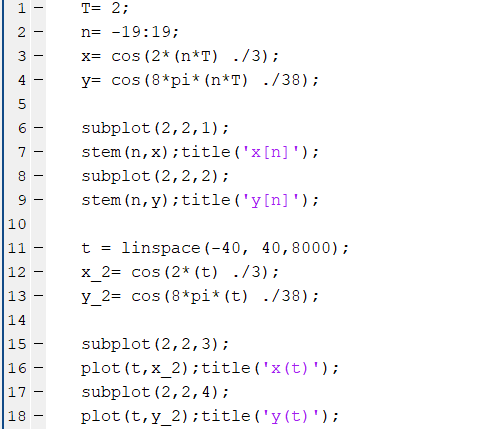 1 - T= 2;
2 - n= -19:19;
3 - x= cos(2*(n*T) ./3);
4 - y= cos(8*pi*(n*T) ./38);
5
6 - subplot(2,2,1);
7 - stem(n,x);title('x[n]');
8 - subplot(2,2,2);
9 - stem(n,y);title('y[n]');
10
11 - t = linspace(-40, 40,8000);
12 - x_2= cos(2*(t) ./3);
13 - y_2= cos(8*pi*(t) ./38);
14
15 - subplot(2,2,3);
16 - plot(t,x_2);title('x(t)');
17 - subplot(2,2,4);
18 - plot(t,y_2);title('y(t)');